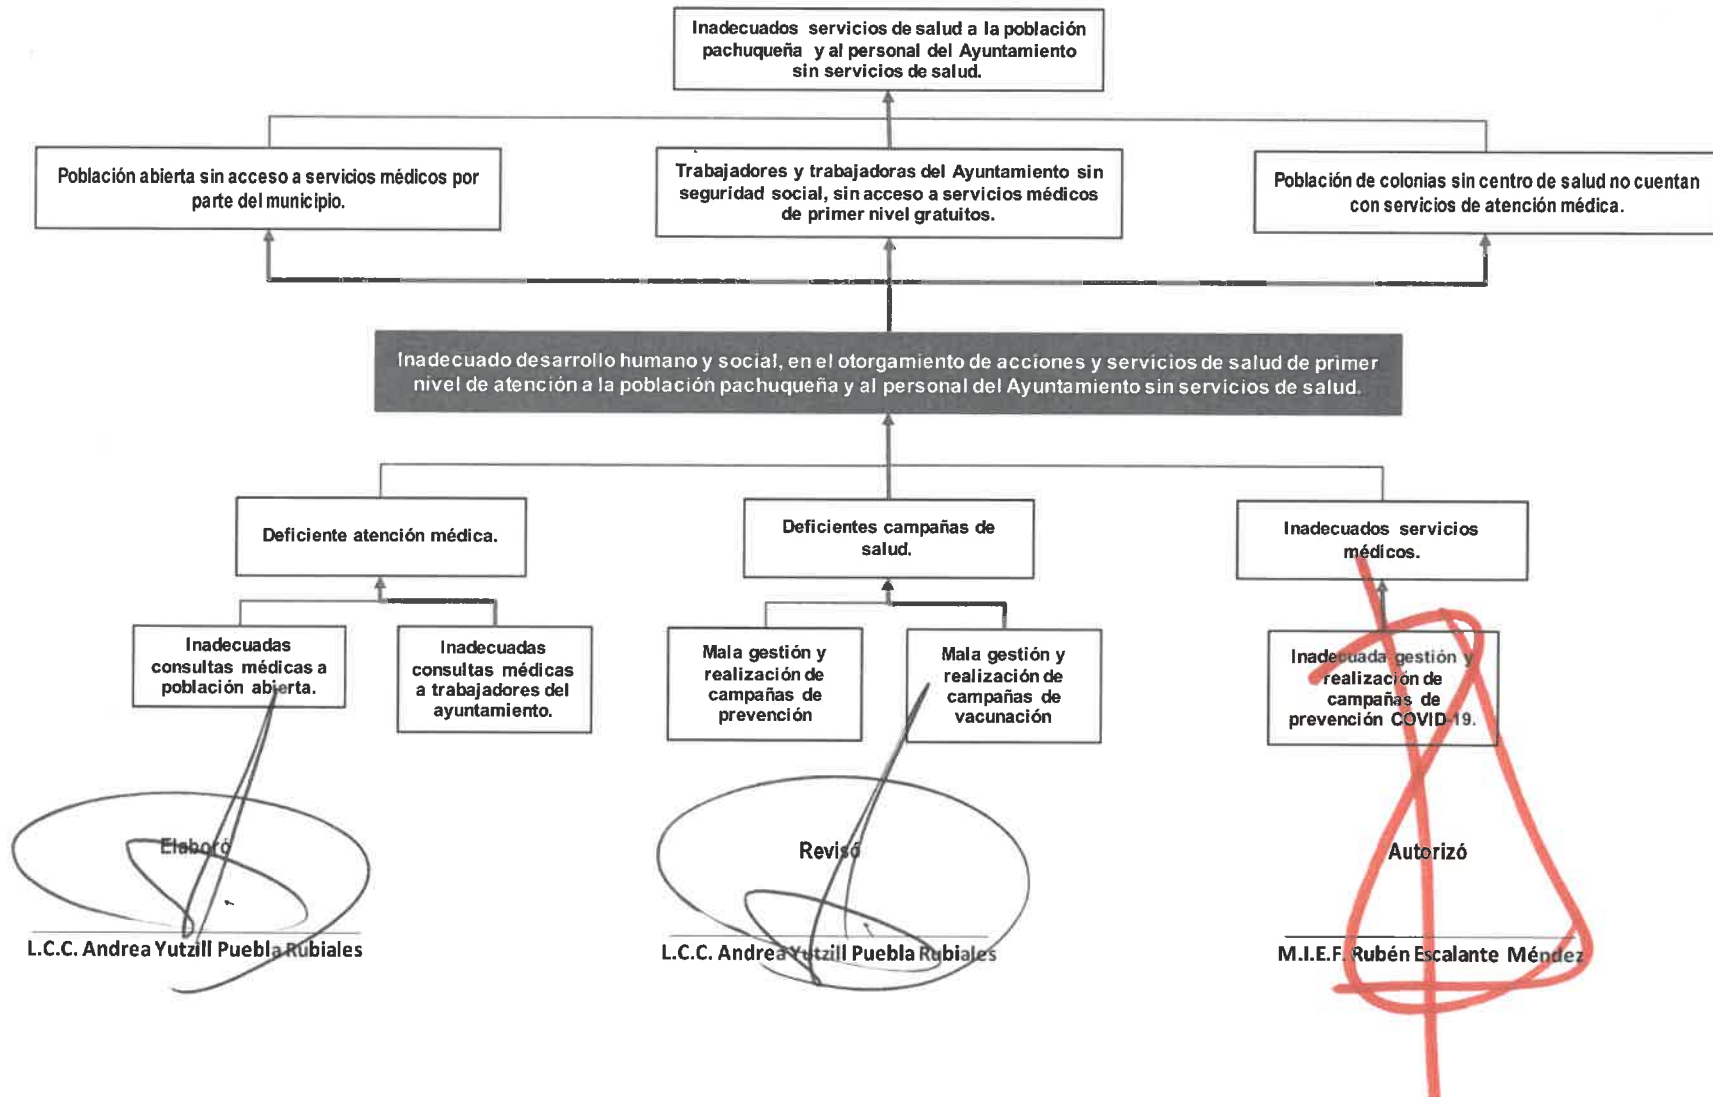 Inadecuados servicios de salud a la población
pachuqueña y al personal del Ayuntamiento
sin servicios de salud.
Población abierta sin acceso a servicios médicos por
parte del municipio.
Trabajadores y trabajadoras del Ayuntamiento sin
seguridad social, sin acceso a servicios médicos
de primer nivel gratuitos.
Población de colonias sin centro de salud no cuentan
con servicios de atención médica.
Inadecuado desarrollo humano y social, en el otorgamiento de acciones y servicios de salud de primer
nivel de atención a la población pachuqueña y al personal del Ayuntamiento sin servicios de salud.
Deficiente atención médica.
Deficientes campañas de
salud.
Inadecuados servicios
médicos.
Inadecuadas
consultas médicas a
población abierta.
Inadecuadas
consultas médicas
a trabajadores del
ayuntamiento.
Mala gestión y
realización de
campañas de
prevención
Mala gestión y
realización de
campañas de
vacunación
Inadecuada gestión y
realización de
campañas de
prevención COVID-19.
Elaboró
L.C.C. Andrea Yutzill Puebla Rubiales
Revisó
L.C.C. Andrea Yutzill Puebla Rubiales
Autorizó
M.I.E.F. Rubén Escalante Méndez